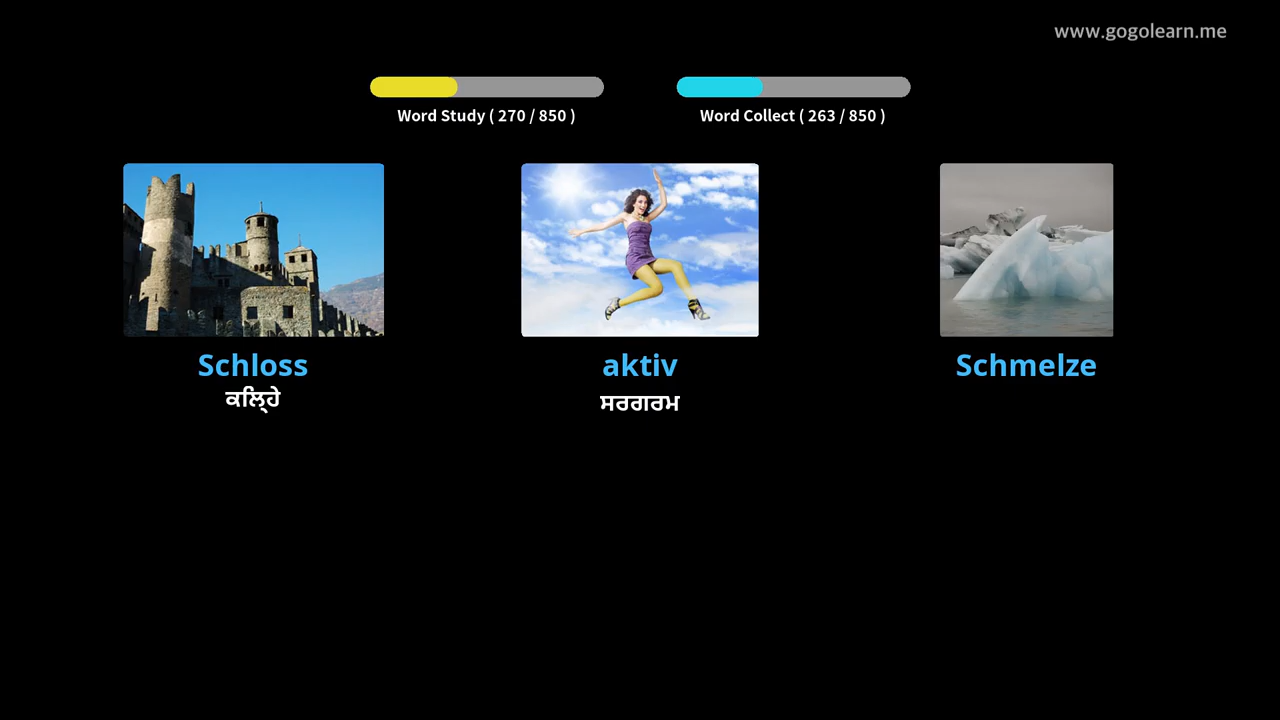 www.gogolearn.me
Word Study ( 270 / 850 )
Word Collect ( 263 / 850 )
Schloss
ਕਲ੍ਹਿੇ
aktiv
ਸਰਗਰਮ
Schmelze